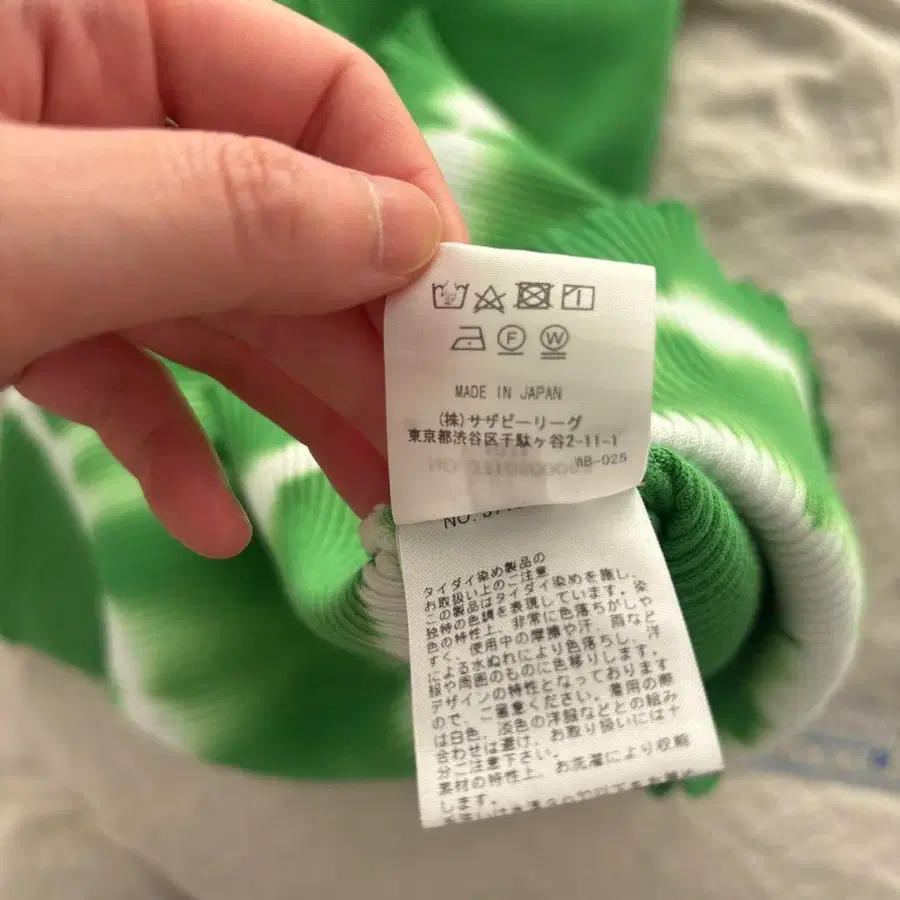 F W
MADE IN JAPAN
(株)サザビーリーグ
東京都渋谷区千駄ヶ谷2-11-1
WB-025
NO.
タイダイ染め製品の
お取扱い上のご注意
この製品はタイダイ染めを施し、染
独特の色調を表現しています。
色の特性上、非常に色落ちがしや
すく、使用中の摩擦や汗、雨など
による水ぬれにより色落ちし、洋
服や周囲のものに色移りします。
デザインの特性となっております
ので、ご留意ください。着用の際
は白色、淡色の洋服などとの組み
合わせは避け、お取り扱いには十
分ご注意下さい。
素材の特性上、お洗濯により収縮
します。